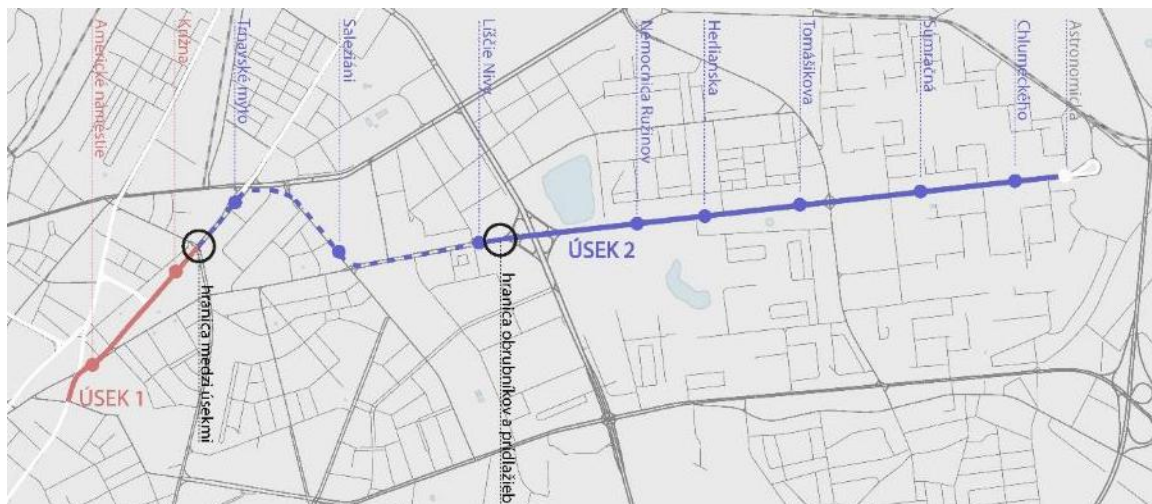 Americké námestie
Krížna
Trnavské mýto
Saleziáni
Líščie Nivy
Nemocnica Ružinov
Herlianska
Tomášikova
Súmračná
Chlumeckého
Astronomická
ÚSEK 1
hranica medzi úsekmi
ÚSEK 2
hranica obrubníkov a prídlažieb